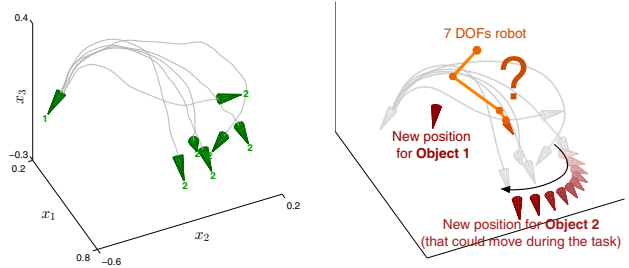 0.4
x3
1
2
2
2
2
2
−0.3
0.2
x1
0.8
−0.6
x2
0.2
7 DOFs robot
?
New position
for Object 1
New position for Object 2
(that could move during the task)